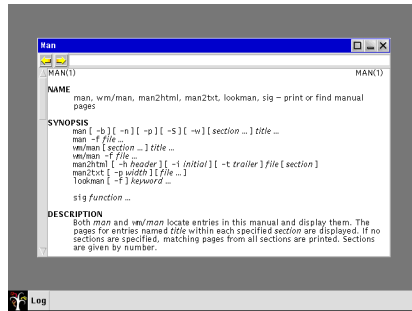 Man
MAN(1) MAN(1)
NAME
man, wm/man, man2html, man2txt, lookman, sig – print or find manual
pages
SYNOPSIS
man [ -b ] [ -n ] [ -p ] [ -S ] [ -w ] [ section ... ] title ...
man -f file ...
wm/man [ section ... ] title ...
wm/man -f file ...
man2html [ -h header ] [ -i initial ] [ -t trailer ] file [ section ]
man2txt [ -p width ] [ file ... ]
lookman [ -f ] keyword ...
sig function ...
DESCRIPTION
Both man and wm/man locate entries in this manual and display them. The
pages for entries named title within each specified section are displayed. If no
sections are specified, matching pages from all sections are printed. Sections
are given by number.
Log